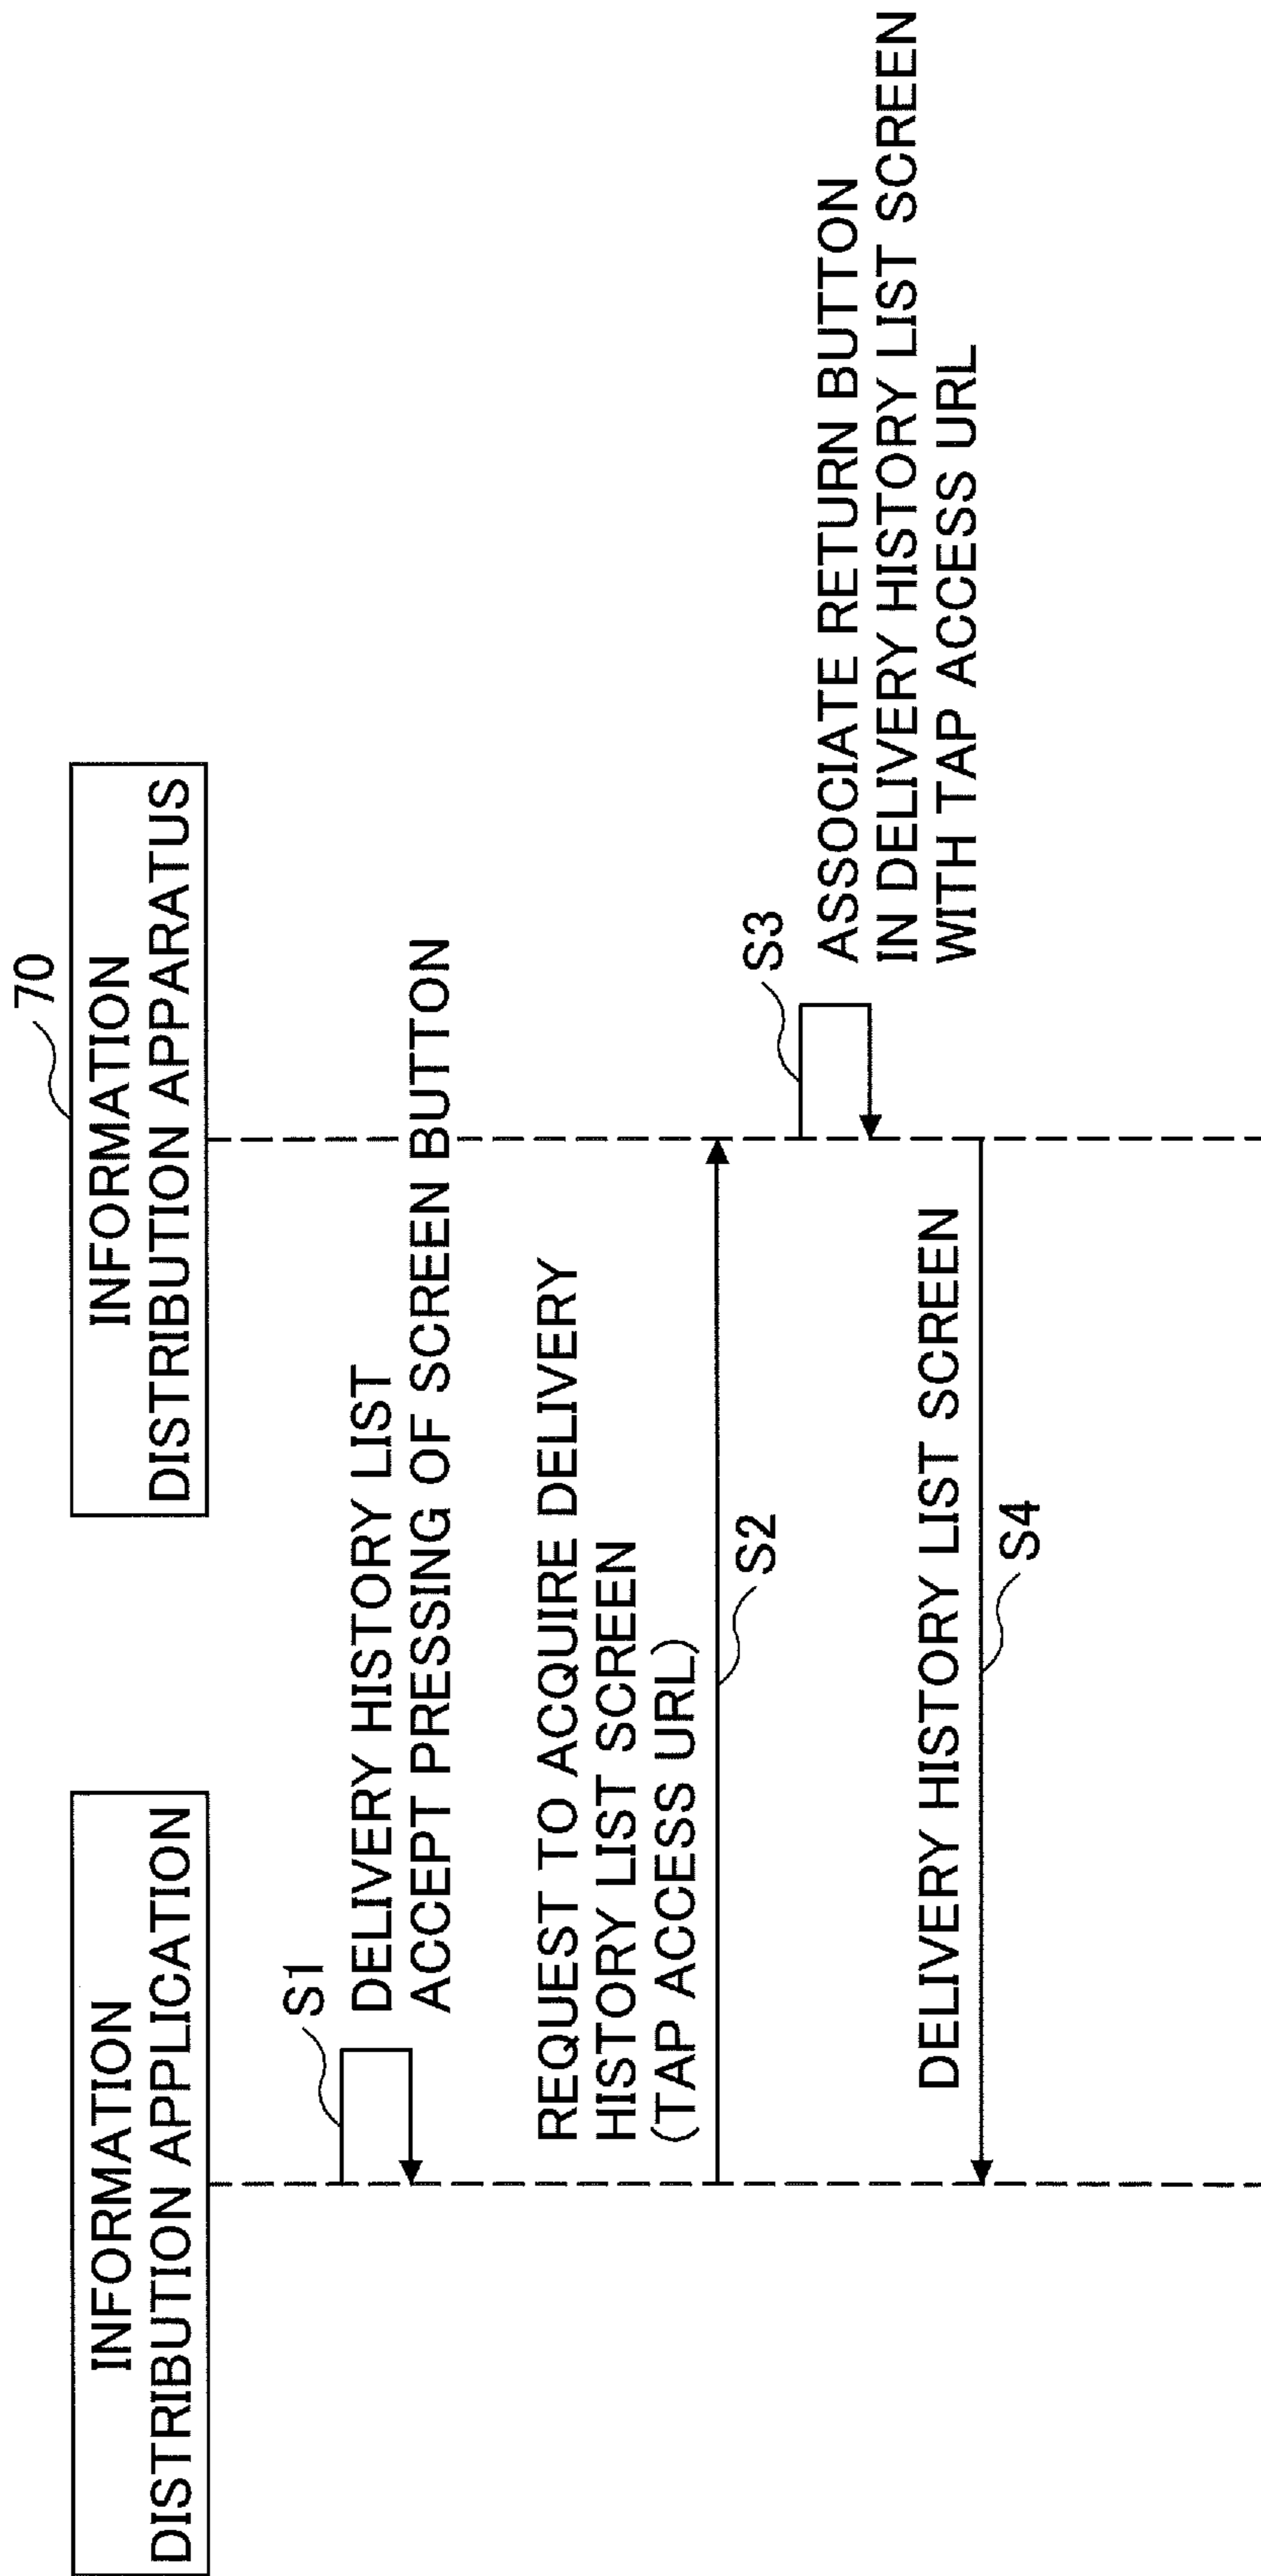 INFORMATION
DISTRIBUTION APPLICATION
70
INFORMATION
DISTRIBUTION APPARATUS
S1
DELIVERY HISTORY LIST
ACCEPT PRESSING OF SCREEN BUTTON
REQUEST TO ACQUIRE DELIVERY
HISTORY LIST SCREEN
(TAP ACCESS URL)
S2
S3
ASSOCIATE RETURN BUTTON
IN DELIVERY HISTORY LIST SCREEN
WITH TAP ACCESS URL
DELIVERY HISTORY LIST SCREEN
S4